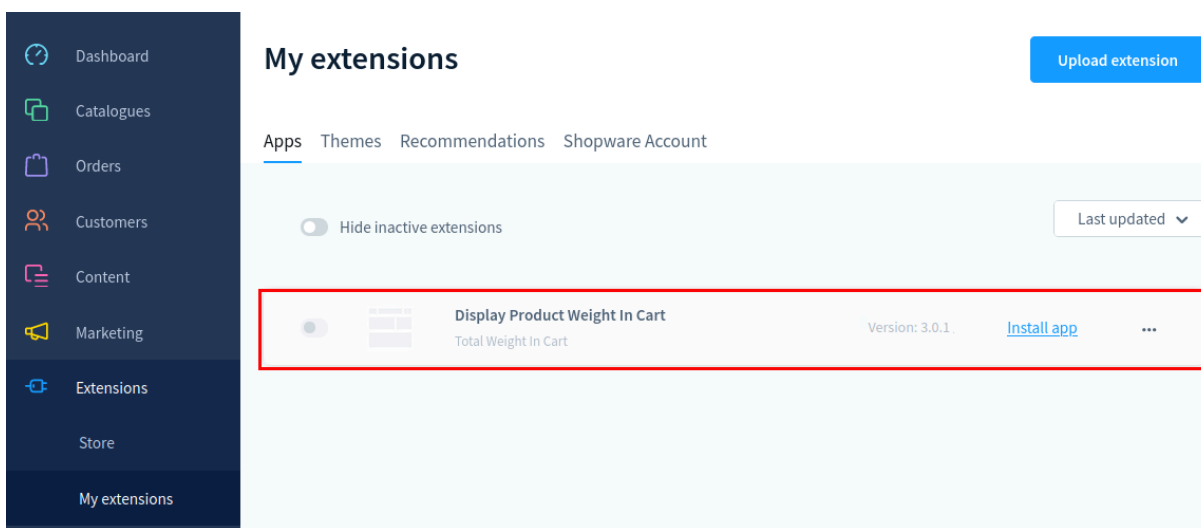 Dashboard
Catalogues
Orders
Customers
Content
Marketing
Extensions
Store
My extensions
My extensions
Upload extension
Apps Themes Recommendations Shopware Account
Hide inactive extensions
Last updated
Display Product Weight In Cart
Total Weight In Cart
Version: 3.0.1
Install app